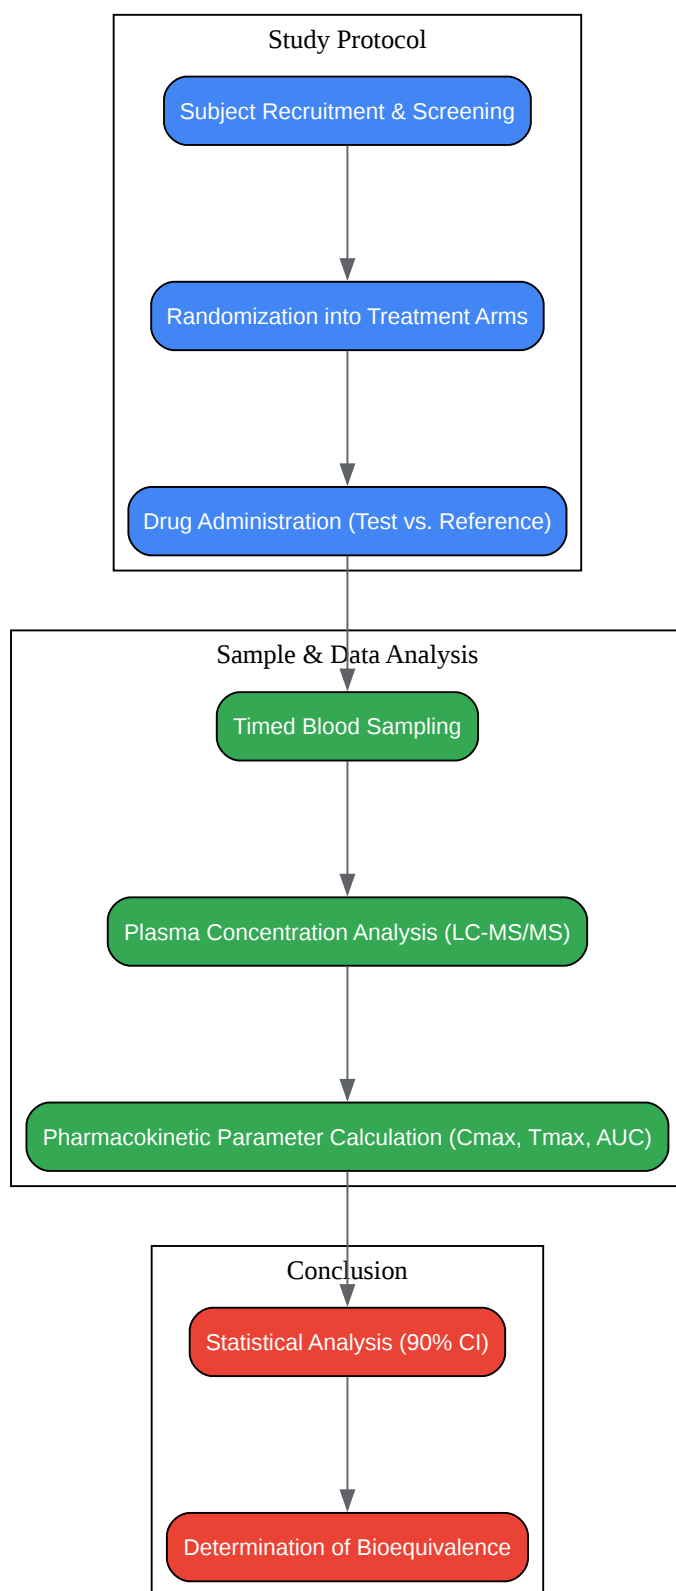 Study Protocol
Subject Recruitment & Screening
Randomization into Treatment Arms
Drug Administration (Test vs. Reference)
Sample & Data Analysis
Timed Blood Sampling
Plasma Concentration Analysis (LC-MS/MS)
Pharmacokinetic Parameter Calculation (Cmax, Tmax, AUC)
Conclusion
Statistical Analysis (90% CI)
Determination of Bioequivalence